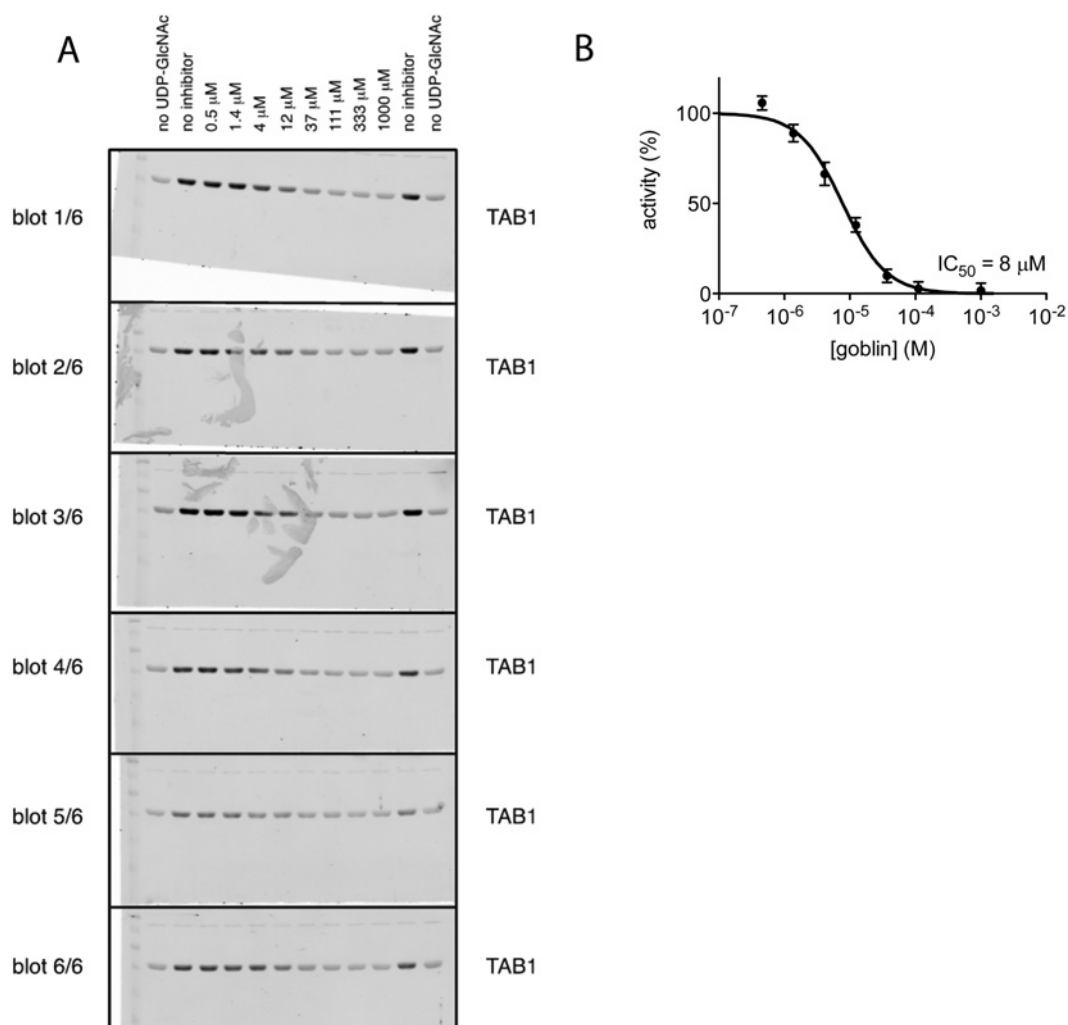 A
no UDP-GlcNAc
no inhibitor
0.5 µM
1.4 µM
4 µM
12 µM
37 µM
111 µM
333 µM
1000 µM
no inhibitor
no UDP-GlcNAc
blot 1/6
TAB1
blot 2/6
TAB1
blot 3/6
TAB1
blot 4/6
TAB1
blot 5/6
TAB1
blot 6/6
TAB1
B
activity (%)
100
50
0
IC50 = 8 µM
10-7
10-6
10-5
10-4
10-3
10-2
[goblin] (M)